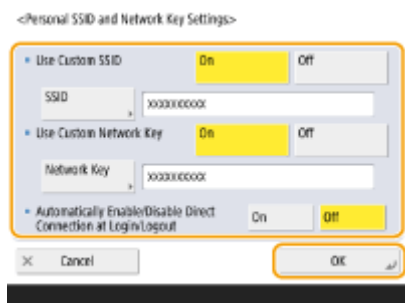 <Personal SSID and Network Key Settings>
Use Custom SSID On Off
SSID xxxxxxxxxx
Use Custom Network Key On Off
Network Key xxxxxxxxxx
Automatically Enable/Disable Direct On Off
Connection at Login/Logout
× Cancel OK